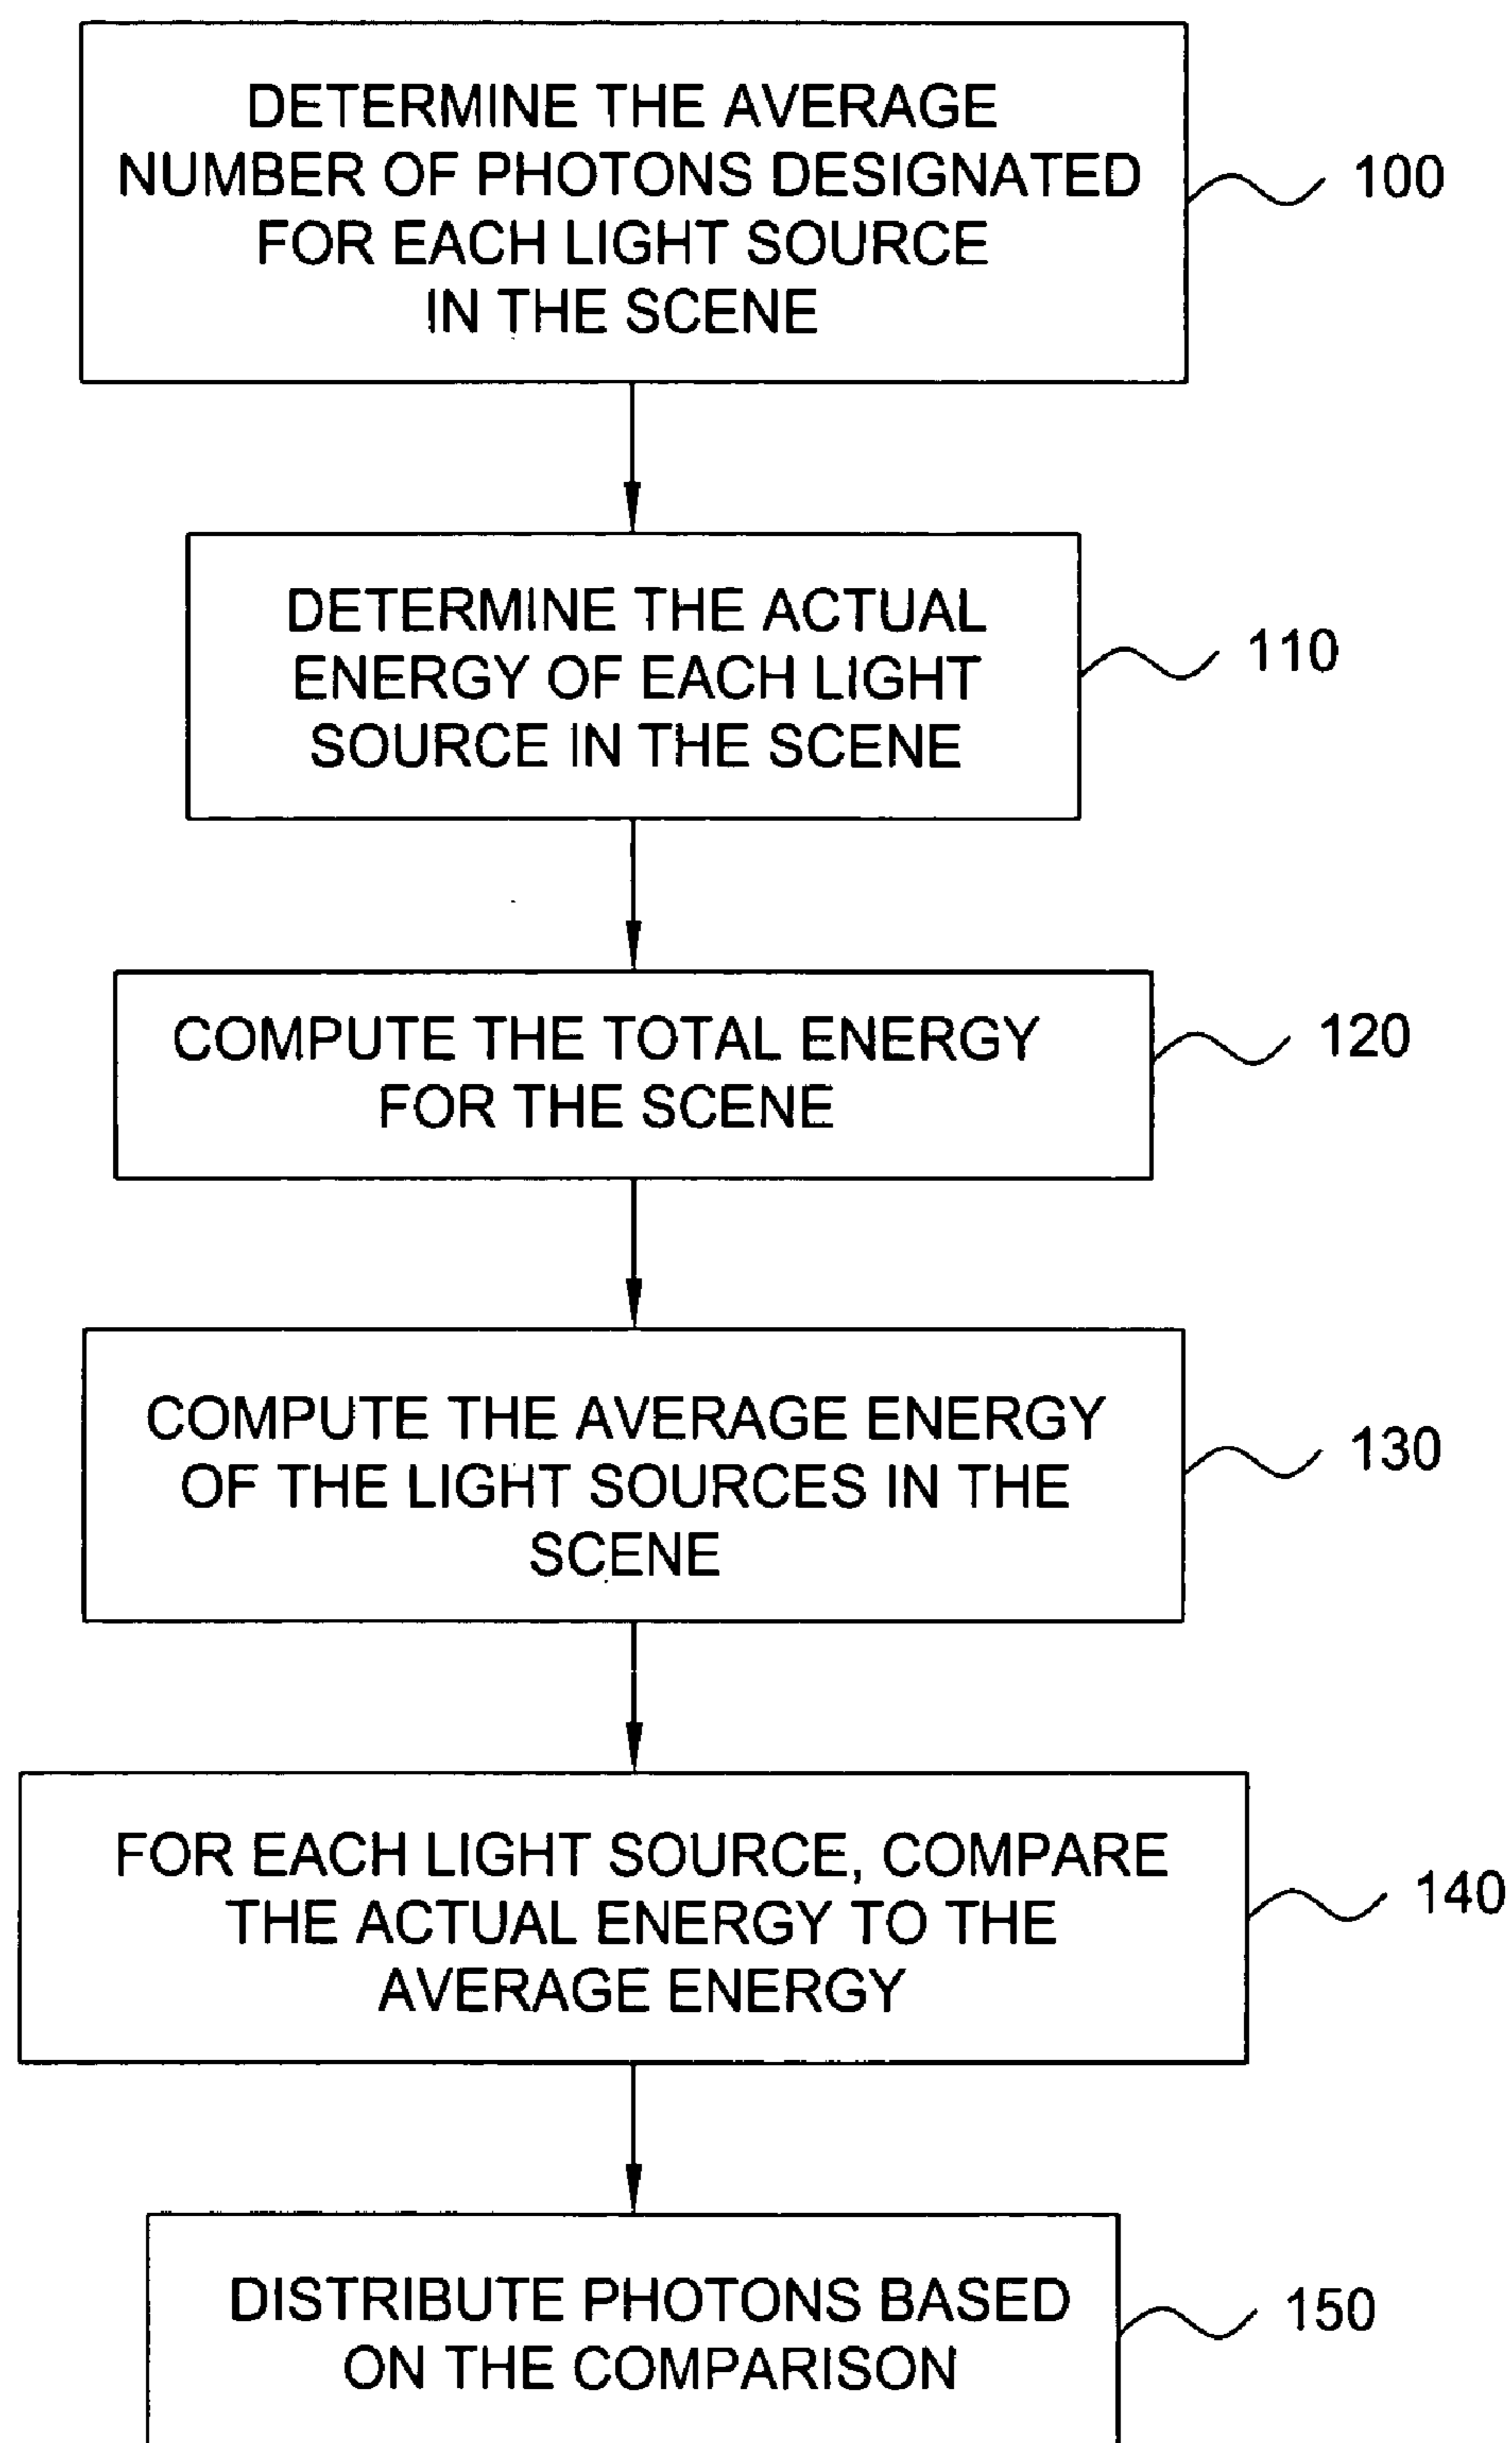 DETERMINE THE AVERAGE
NUMBER OF PHOTONS DESIGNATED
FOR EACH LIGHT SOURCE
IN THE SCENE
100
DETERMINE THE ACTUAL
ENERGY OF EACH LIGHT
SOURCE IN THE SCENE
110
COMPUTE THE TOTAL ENERGY
FOR THE SCENE
120
COMPUTE THE AVERAGE ENERGY
OF THE LIGHT SOURCES IN THE
SCENE
130
FOR EACH LIGHT SOURCE, COMPARE
THE ACTUAL ENERGY TO THE
AVERAGE ENERGY
140
DISTRIBUTE PHOTONS BASED
ON THE COMPARISON
150